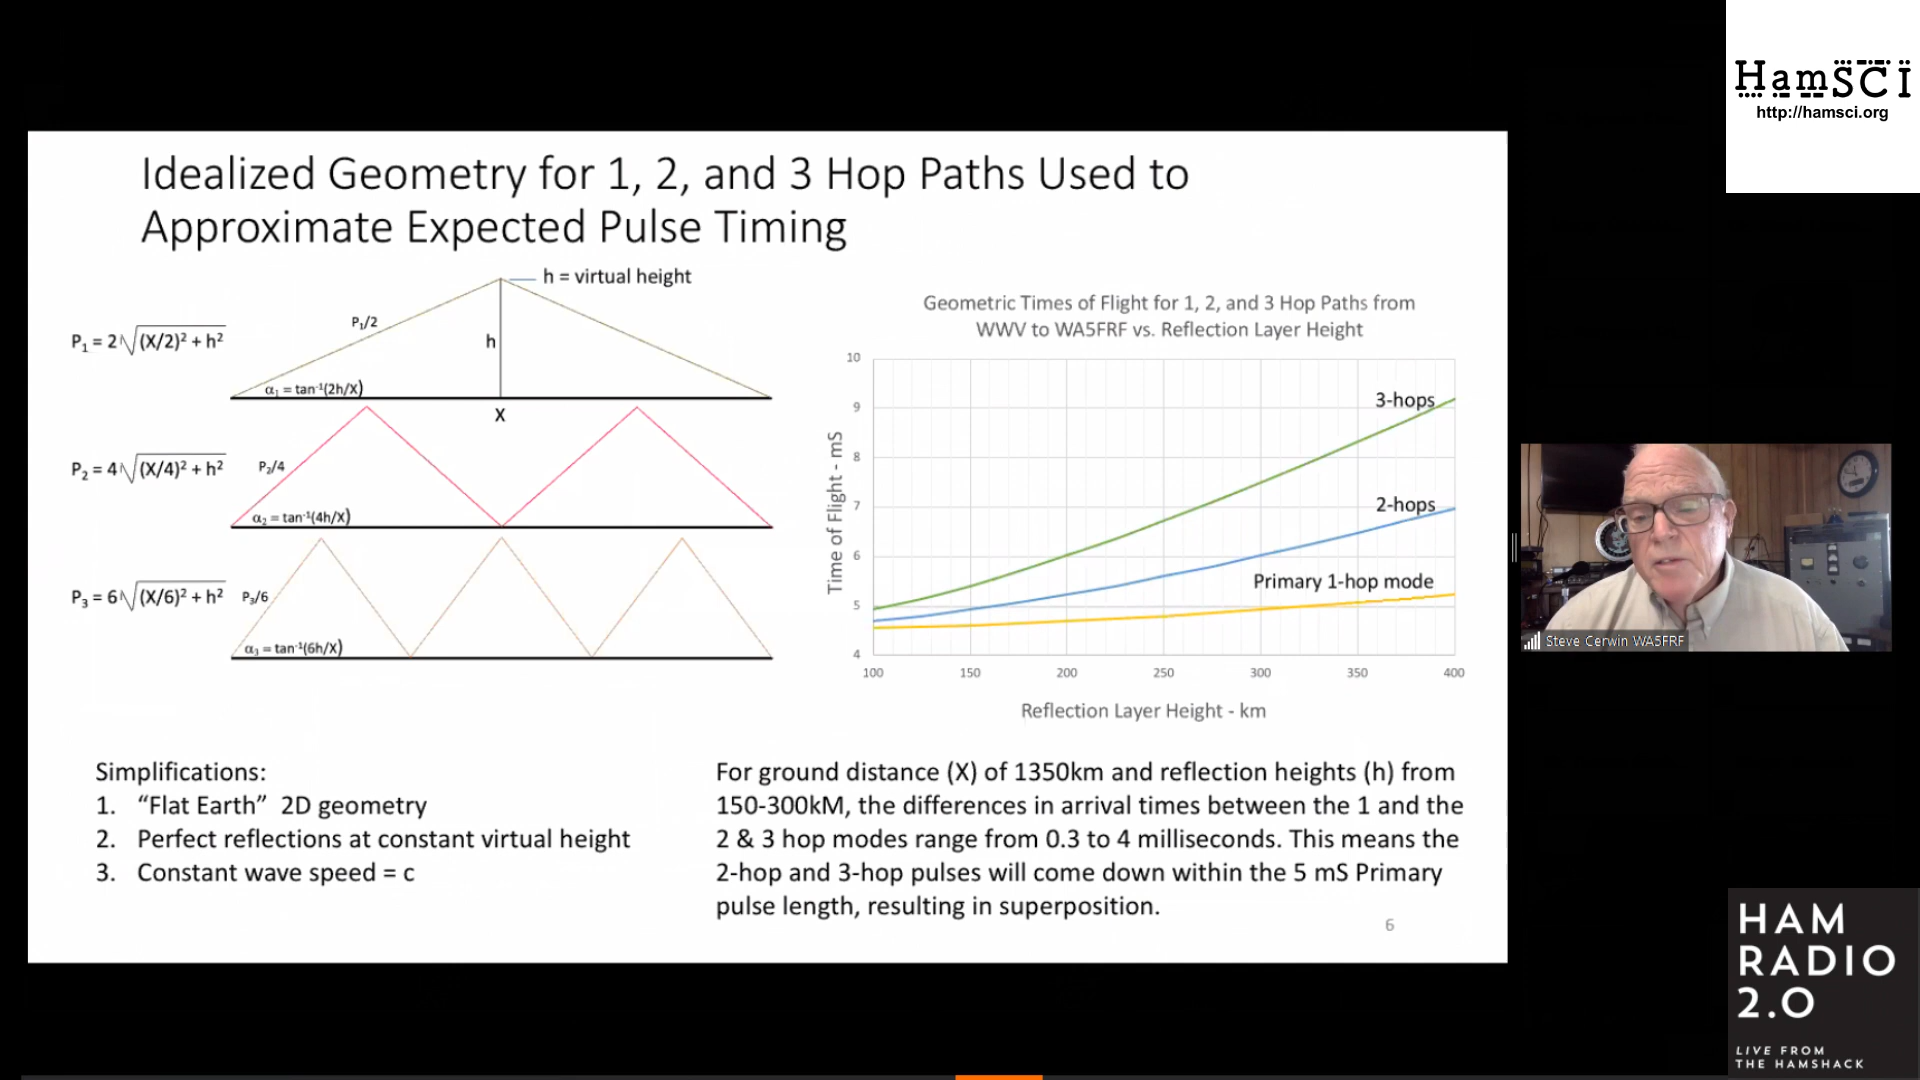 HamSCI
http://hamsci.org
Idealized Geometry for 1, 2, and 3 Hop Paths Used to
Approximate Expected Pulse Timing
h = virtual height
P₁/2
P₁ = 2√(X/2)² + h²
h
α₁ = tan⁻¹(2h/X)
X
P₂ = 4√(X/4)² + h²
P₂/4
α₂ = tan⁻¹(4h/X)
P₃ = 6√(X/6)² + h²
P₃/6
α₃ = tan⁻¹(6h/X)
Geometric Times of Flight for 1, 2, and 3 Hop Paths from
WWV to WA5FRF vs. Reflection Layer Height
Time of Flight - mS
10
9
8
7
6
5
4
3-hops
2-hops
Primary 1-hop mode
100 150 200 250 300 350 400
Reflection Layer Height - km
Simplifications:
1. “Flat Earth” 2D geometry
2. Perfect reflections at constant virtual height
3. Constant wave speed = c
For ground distance (X) of 1350km and reflection heights (h) from
150-300kM, the differences in arrival times between the 1 and the
2 & 3 hop modes range from 0.3 to 4 milliseconds. This means the
2-hop and 3-hop pulses will come down within the 5 mS Primary
pulse length, resulting in superposition.
6
Steve Cerwin WA5FRF
HAM
RADIO
2.0
LIVE FROM
THE HAMSHACK